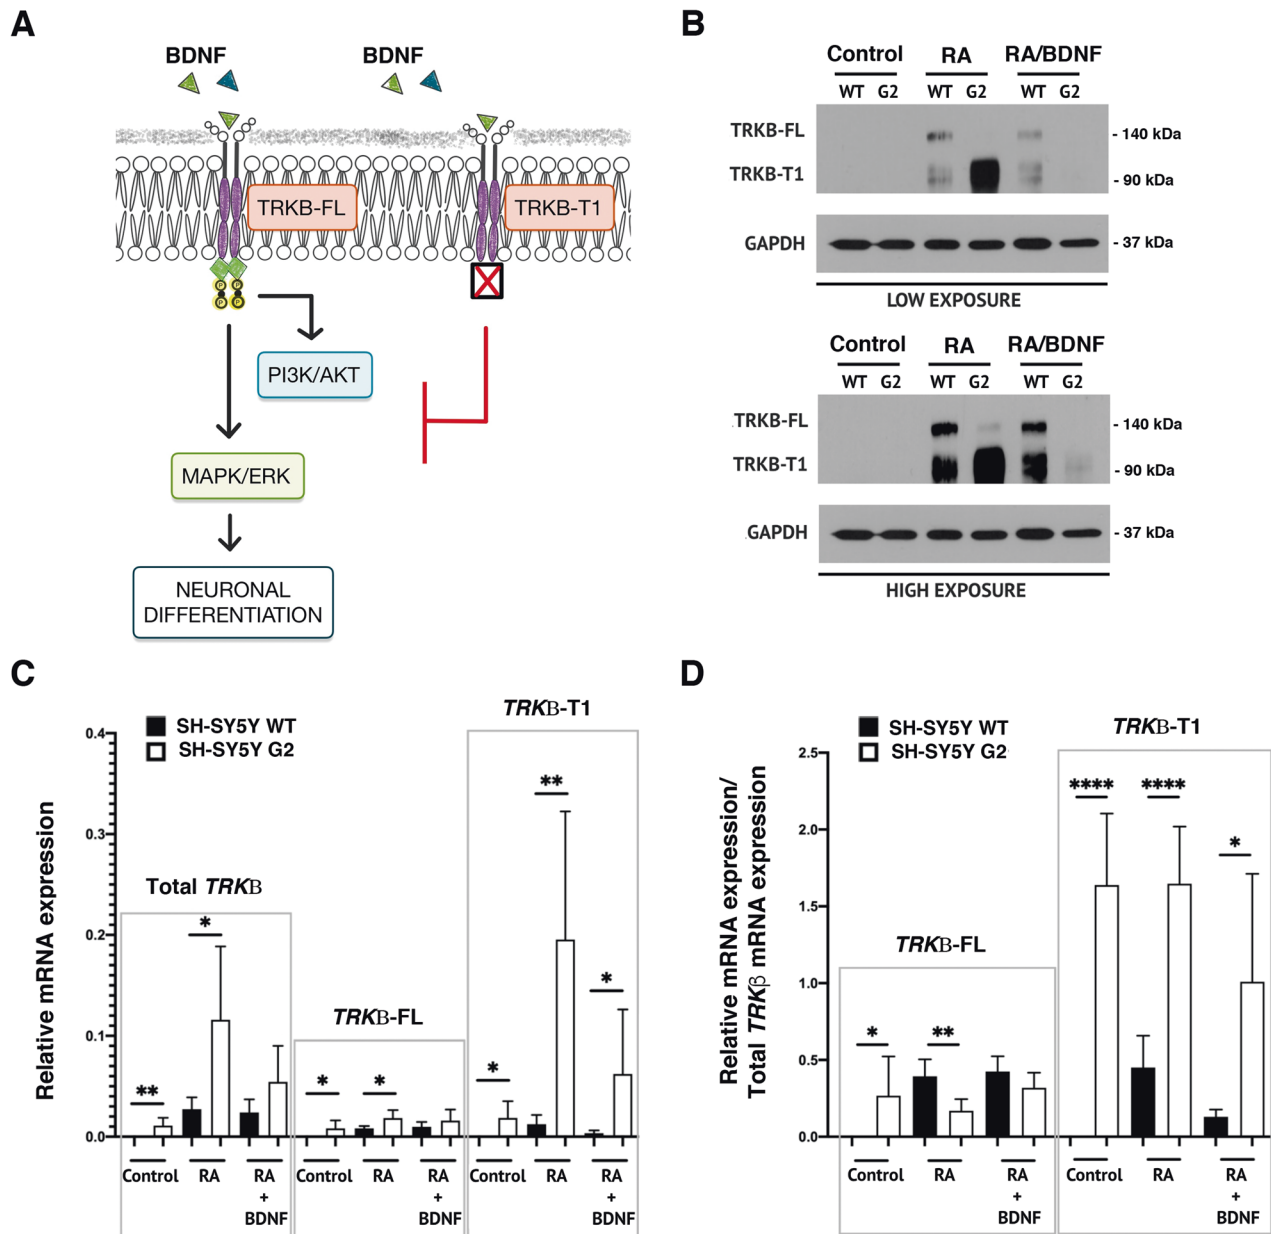 A
BDNF
BDNF
TRKB-FL
TRKB-T1
P
P
P
P
PI3K/AKT
MAPK/ERK
NEURONAL
DIFFERENTIATION
B
Control RA RA/BDNF
WT G2 WT G2 WT G2
TRKB-FL - 140 kDa
TRKB-T1 - 90 kDa
GAPDH - 37 kDa
LOW EXPOSURE
Control RA RA/BDNF
WT G2 WT G2 WT G2
TRKB-FL - 140 kDa
TRKB-T1 - 90 kDa
GAPDH - 37 kDa
HIGH EXPOSURE
C
SH-SY5Y WT
SH-SY5Y G2
Relative mRNA expression
0.4
0.3
0.2
0.1
0.0
Total TRKB
** *
Control RA RA
+
BDNF
TRKB-FL
* *
Control RA RA
+
BDNF
TRKB-T1
* ** *
Control RA RA
+
BDNF
D
SH-SY5Y WT
SH-SY5Y G2
Relative mRNA expression/
Total TRKβ mRNA expression
2.5
2.0
1.5
1.0
0.5
0.0
TRKB-FL
* **
Control RA RA
+
BDNF
TRKB-T1
**** **** *
Control RA RA
+
BDNF